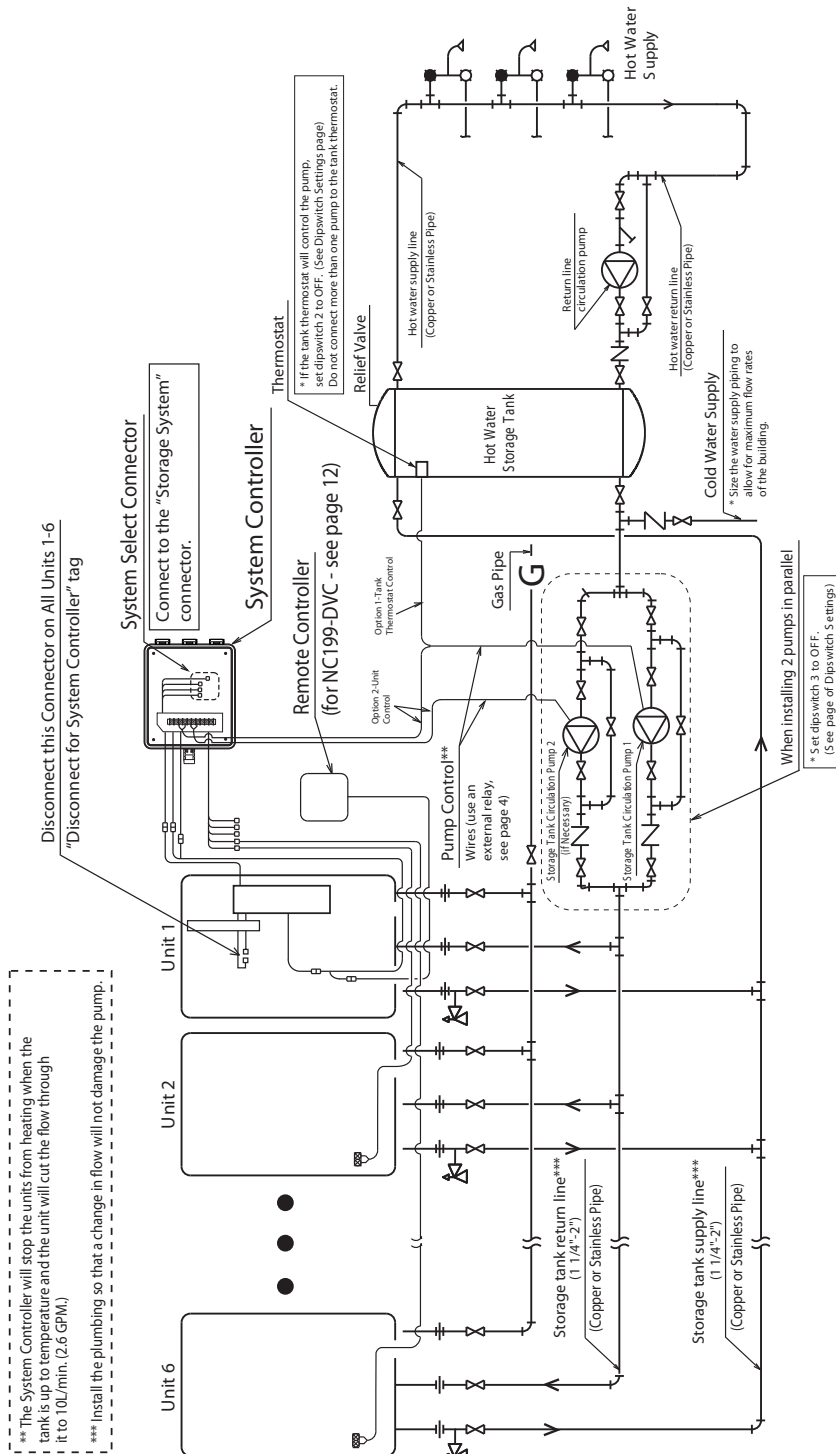 ** The System Controller will stop the units from heating when the
tank is up to temperature and the unit will cut the flow through
it to 10L/min. (2.6 GPM.)
*** Install the plumbing so that a change in flow will not damage the pump.
Disconnect this Connector on All Units 1-6
"Disconnect for System Controller" tag
System Select Connector
Connect to the "Storage System"
connector.
System Controller
Thermostat
* If the tank thermostat will control the pump,
set dipswitch 2 to OFF. (See Dipswitch Settings page)
Do not connect more than one pump to the tank thermostat.
Remote Controller
(for NC199-DVC - see page 12)
Relief Valve
Option 1-Tank
Thermostat Control
Option 2-Unit
Control
Hot water supply line
(Copper or Stainless Pipe)
Hot Water
Supply
Unit 6
Unit 2
Unit 1
Pump Control**
Wires (use an
external relay,
see page 4)
Gas Pipe
G
Hot Water
Storage Tank
Return line
circulation pump
Storage Tank Circulation Pump 2
(if Necessary)
Storage Tank Circulation Pump 1
Hot water return line
(Copper or Stainless Pipe)
Cold Water Supply
* Size the water supply piping to
allow for maximum flow rates
of the building.
Storage tank return line***
(1 1/4"-2")
(Copper or Stainless Pipe)
Storage tank supply line***
(1 1/4"-2")
(Copper or Stainless Pipe)
When installing 2 pumps in parallel
* Set dipswitch 3 to OFF.
(See page of Dipswitch Settings)